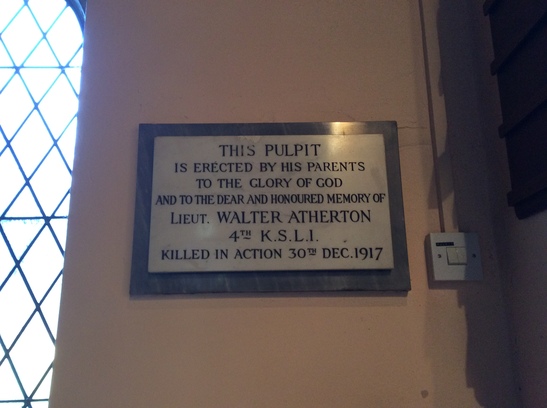 THIS PULPIT
IS ERECTED BY HIS PARENTS
TO THE GLORY OF GOD
AND TO THE DEAR AND HONOURED MEMORY OF
LIEUT. WALTER ATHERTON
4TH K.S.L.I.
KILLED IN ACTION 30TH DEC. 1917